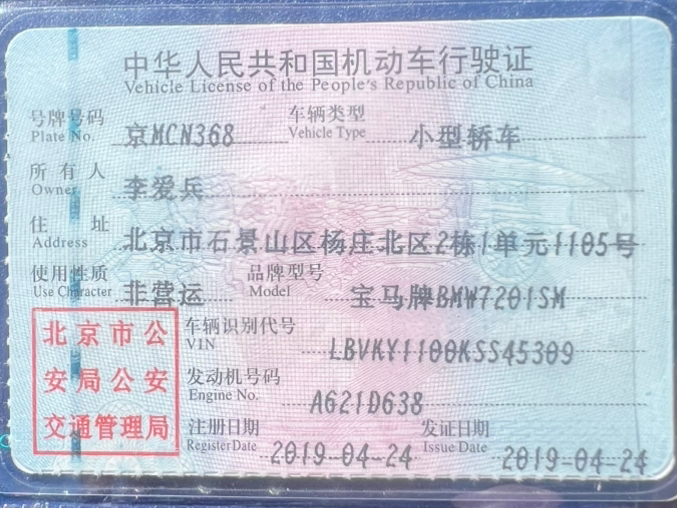 中华人民共和国机动车行驶证
Vehicle License of the People's Republic of China
号牌号码 京MCN368 车辆类型 小型轿车
Plate No. Vehicle Type
所有人 李爱兵
Owner
住址 北京市石景山区杨庄北区2栋1单元1105号
Address
使用性质 非营运 品牌型号 宝马牌BMW7201SM
Use Character Model
北京市公
安局公安
交通管理局
车辆识别代号 LBVKY1100KSS45309
VIN
发动机号码 A621D638
Engine No.
注册日期 2019-04-24 发证日期 2019-04-24
Register Date Issue Date